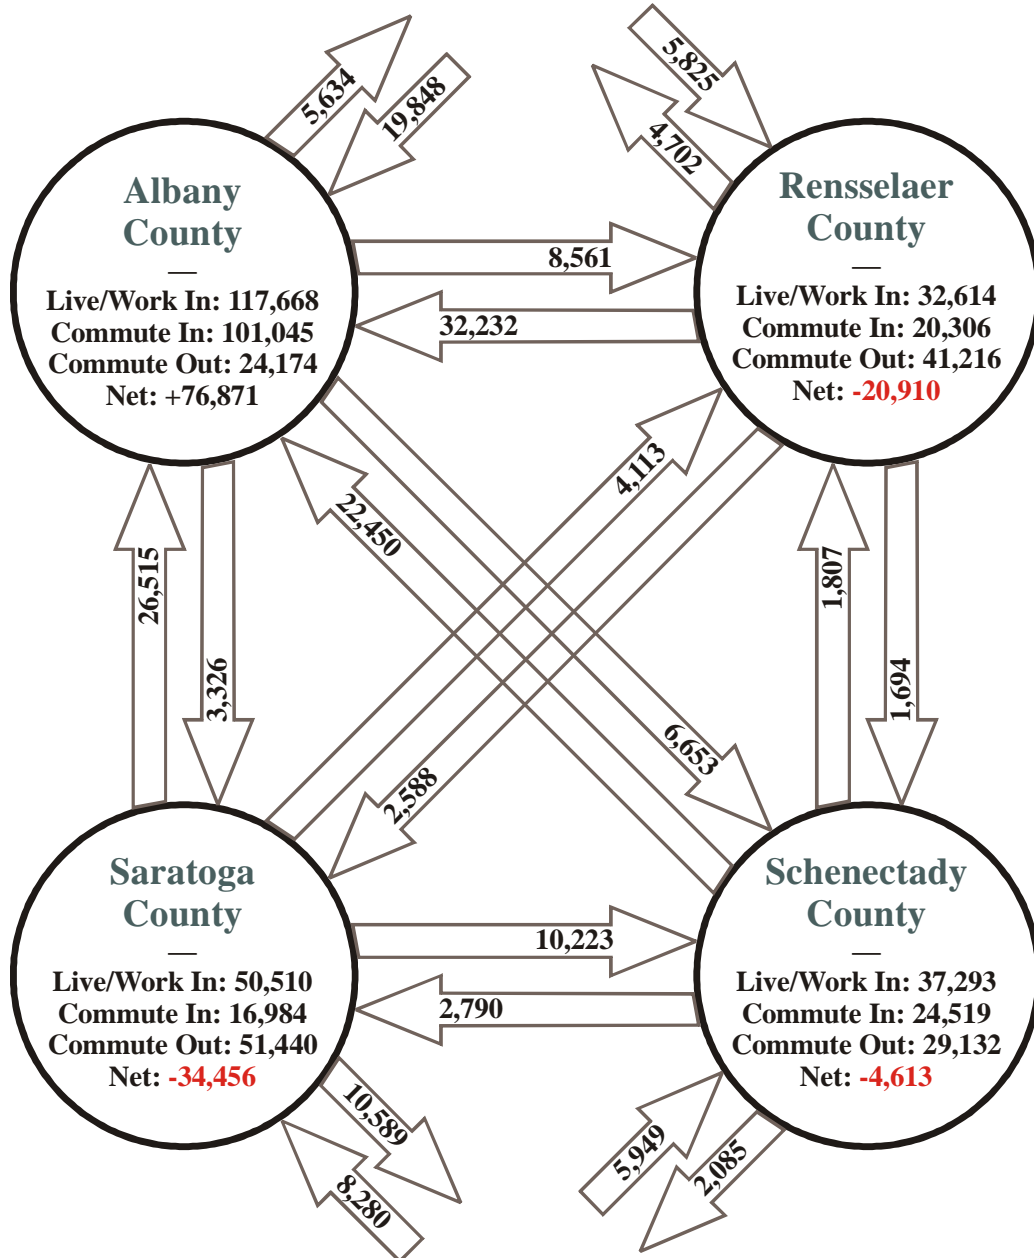 5,634
19,848
5,825
4,702
Albany
County
—
Live/Work In: 117,668
Commute In: 101,045
Commute Out: 24,174
Net: +76,871
8,561
32,232
Rensselaer
County
—
Live/Work In: 32,614
Commute In: 20,306
Commute Out: 41,216
Net: -20,910
22,450
4,113
26,515
3,326
1,807
1,694
2,588
6,653
Saratoga
County
—
Live/Work In: 50,510
Commute In: 16,984
Commute Out: 51,440
Net: -34,456
10,223
2,790
Schenectady
County
—
Live/Work In: 37,293
Commute In: 24,519
Commute Out: 29,132
Net: -4,613
10,589
8,280
5,949
2,085